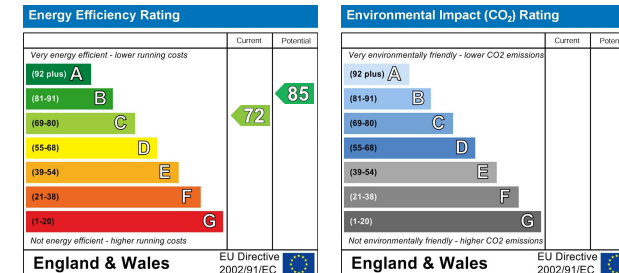 Energy Efficiency Rating
Current Potential
Very energy efficient - lower running costs
(92 plus) A
(81-91) B
(69-80) C
(55-68) D
(39-54) E
(21-38) F
(1-20) G
72
85
Not energy efficient - higher running costs
England & Wales
EU Directive
2002/91/EC
Environmental Impact (CO₂) Rating
Current Poten
Very environmentally friendly - lower CO2 emissions
(92 plus) A
(81-91) B
(69-80) C
(55-68) D
(39-54) E
(21-38) F
(1-20) G
Not environmentally friendly - higher CO2 emissions
England & Wales
EU Directive
2002/91/EC